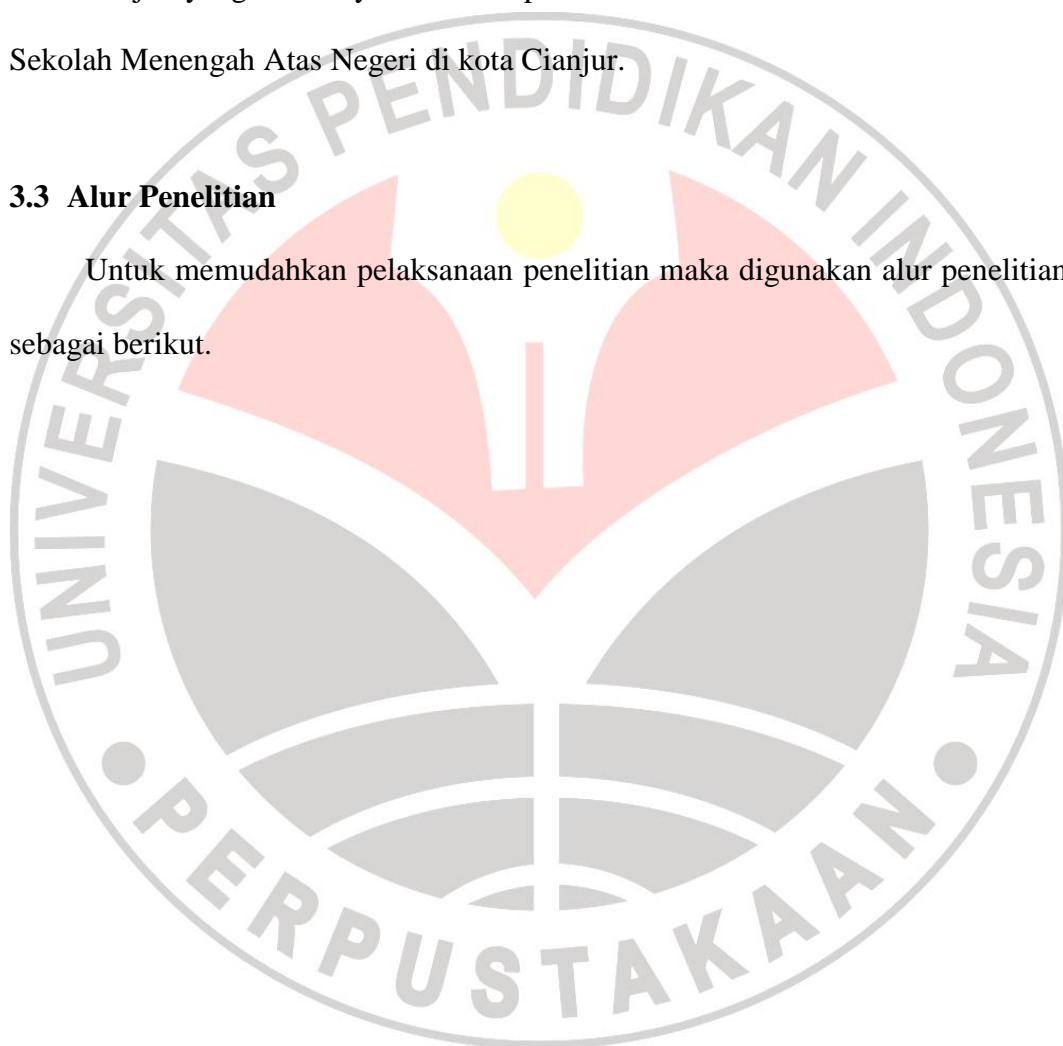 Sekolah Menengah Atas Negeri di kota Cianjur.
3.3 Alur Penelitian
Untuk memudahkan pelaksanaan penelitian maka digunakan alur penelitian
sebagai berikut.
UNIVERSITAS PENDIDIKAN INDONESIA
PERPUSTAKAAN